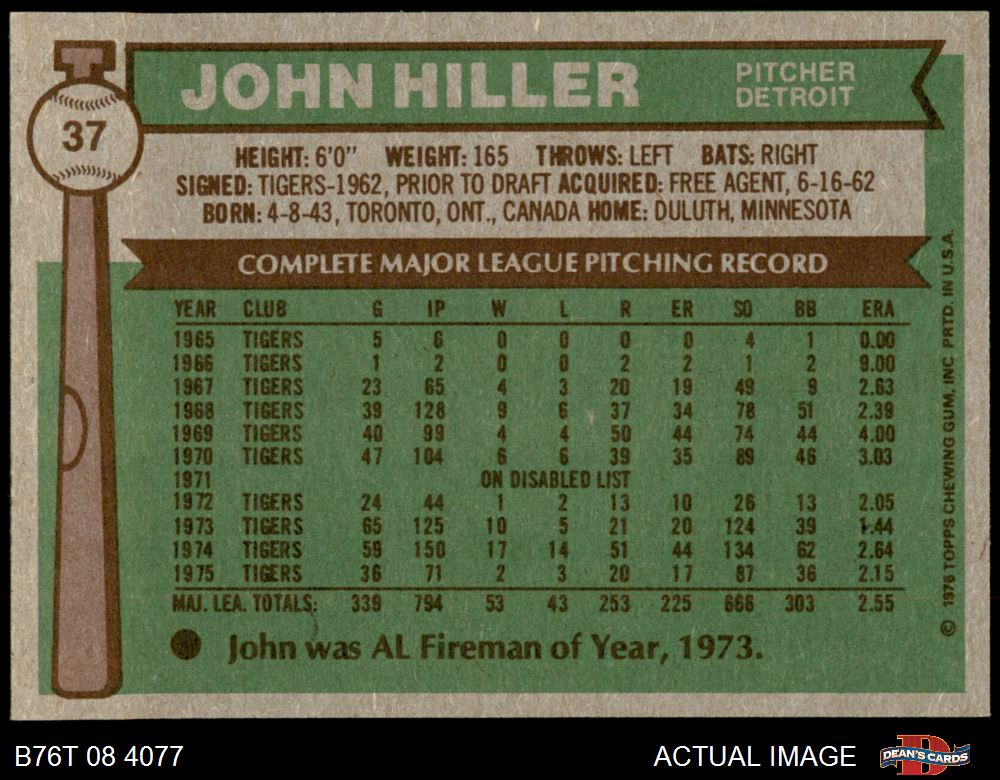 T
37
JOHN HILLER
PITCHER
DETROIT
HEIGHT: 6'0" WEIGHT: 165 THROWS: LEFT BATS: RIGHT
SIGNED: TIGERS-1962, PRIOR TO DRAFT ACQUIRED: FREE AGENT, 6-16-62
BORN: 4-8-43, TORONTO, ONT., CANADA HOME: DULUTH, MINNESOTA
COMPLETE MAJOR LEAGUE PITCHING RECORD
YEAR CLUB G IP W L R ER SO BB ERA
1965 TIGERS 5 6 0 0 0 0 4 1 0.00
1966 TIGERS 1 2 0 0 2 2 1 2 9.00
1967 TIGERS 23 65 4 3 20 19 49 9 2.63
1968 TIGERS 39 128 9 6 37 34 78 51 2.39
1969 TIGERS 40 99 4 4 50 44 74 44 4.00
1970 TIGERS 47 104 6 6 39 35 89 46 3.03
1971 ON DISABLED LIST
1972 TIGERS 24 44 1 2 13 10 26 13 2.05
1973 TIGERS 65 125 10 5 21 20 124 39 1.44
1974 TIGERS 59 150 17 14 51 44 134 62 2.64
1975 TIGERS 36 71 2 3 20 17 87 36 2.15
MAJ. LEA. TOTALS: 339 794 53 43 253 225 666 303 2.55
John was AL Fireman of Year, 1973.
© 1976 TOPPS CHEWING GUM, INC PRTD. IN U.S.A.
B76T 08 4077
ACTUAL IMAGE
D
DEAN'S CARDS